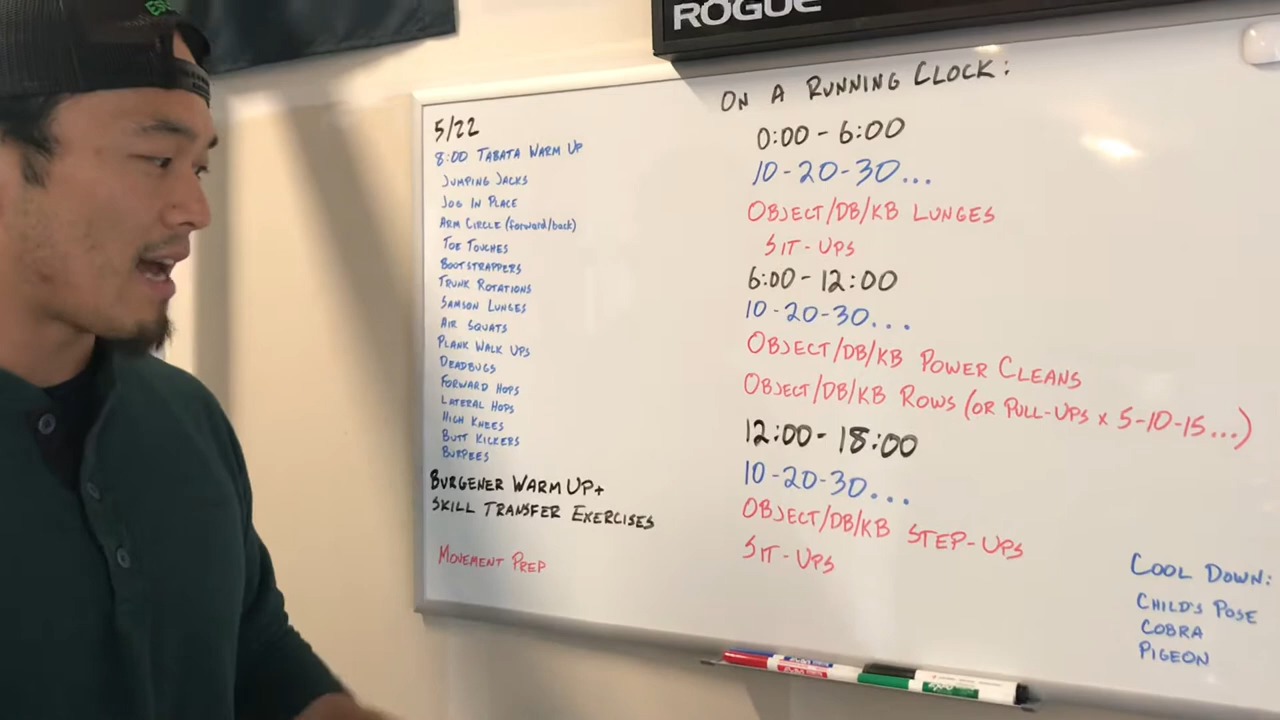 ROGUE
5/22
8:00 TABATA WARM UP
JUMPING JACKS
JOG IN PLACE
ARM CIRCLE (forward/back)
TOE TOUCHES
BOOTSTRAPPERS
TRUNK ROTATIONS
SAMSON LUNGES
AIR SQUATS
PLANK WALK UPS
DEADBUGS
FORWARD HOPS
LATERAL HOPS
HIGH KNEES
BUTT KICKERS
BURPEES
BURGENER WARM UP +
SKILL TRANSFER EXERCISES
MOVEMENT PREP
ON A RUNNING CLOCK:
0:00 - 6:00
10-20-30...
OBJECT/DB/KB LUNGES
SIT-UPS
6:00 - 12:00
10-20-30...
OBJECT/DB/KB POWER CLEANS
OBJECT/DB/KB ROWS (OR PULL-UPS x 5-10-15...)
12:00 - 18:00
10-20-30...
OBJECT/DB/KB STEP-UPS
SIT-UPS
COOL DOWN:
CHILD'S POSE
COBRA
PIGEON